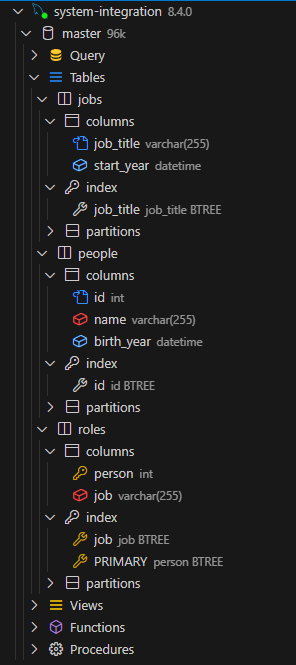 system-integration 8.4.0
master 96k
Query
Tables
jobs
columns
job_title varchar(255)
start_year datetime
index
job_title job_title BTREE
partitions
people
columns
id int
name varchar(255)
birth_year datetime
index
id id BTREE
partitions
roles
columns
person int
job varchar(255)
index
job job BTREE
PRIMARY person BTREE
partitions
Views
Functions
Procedures